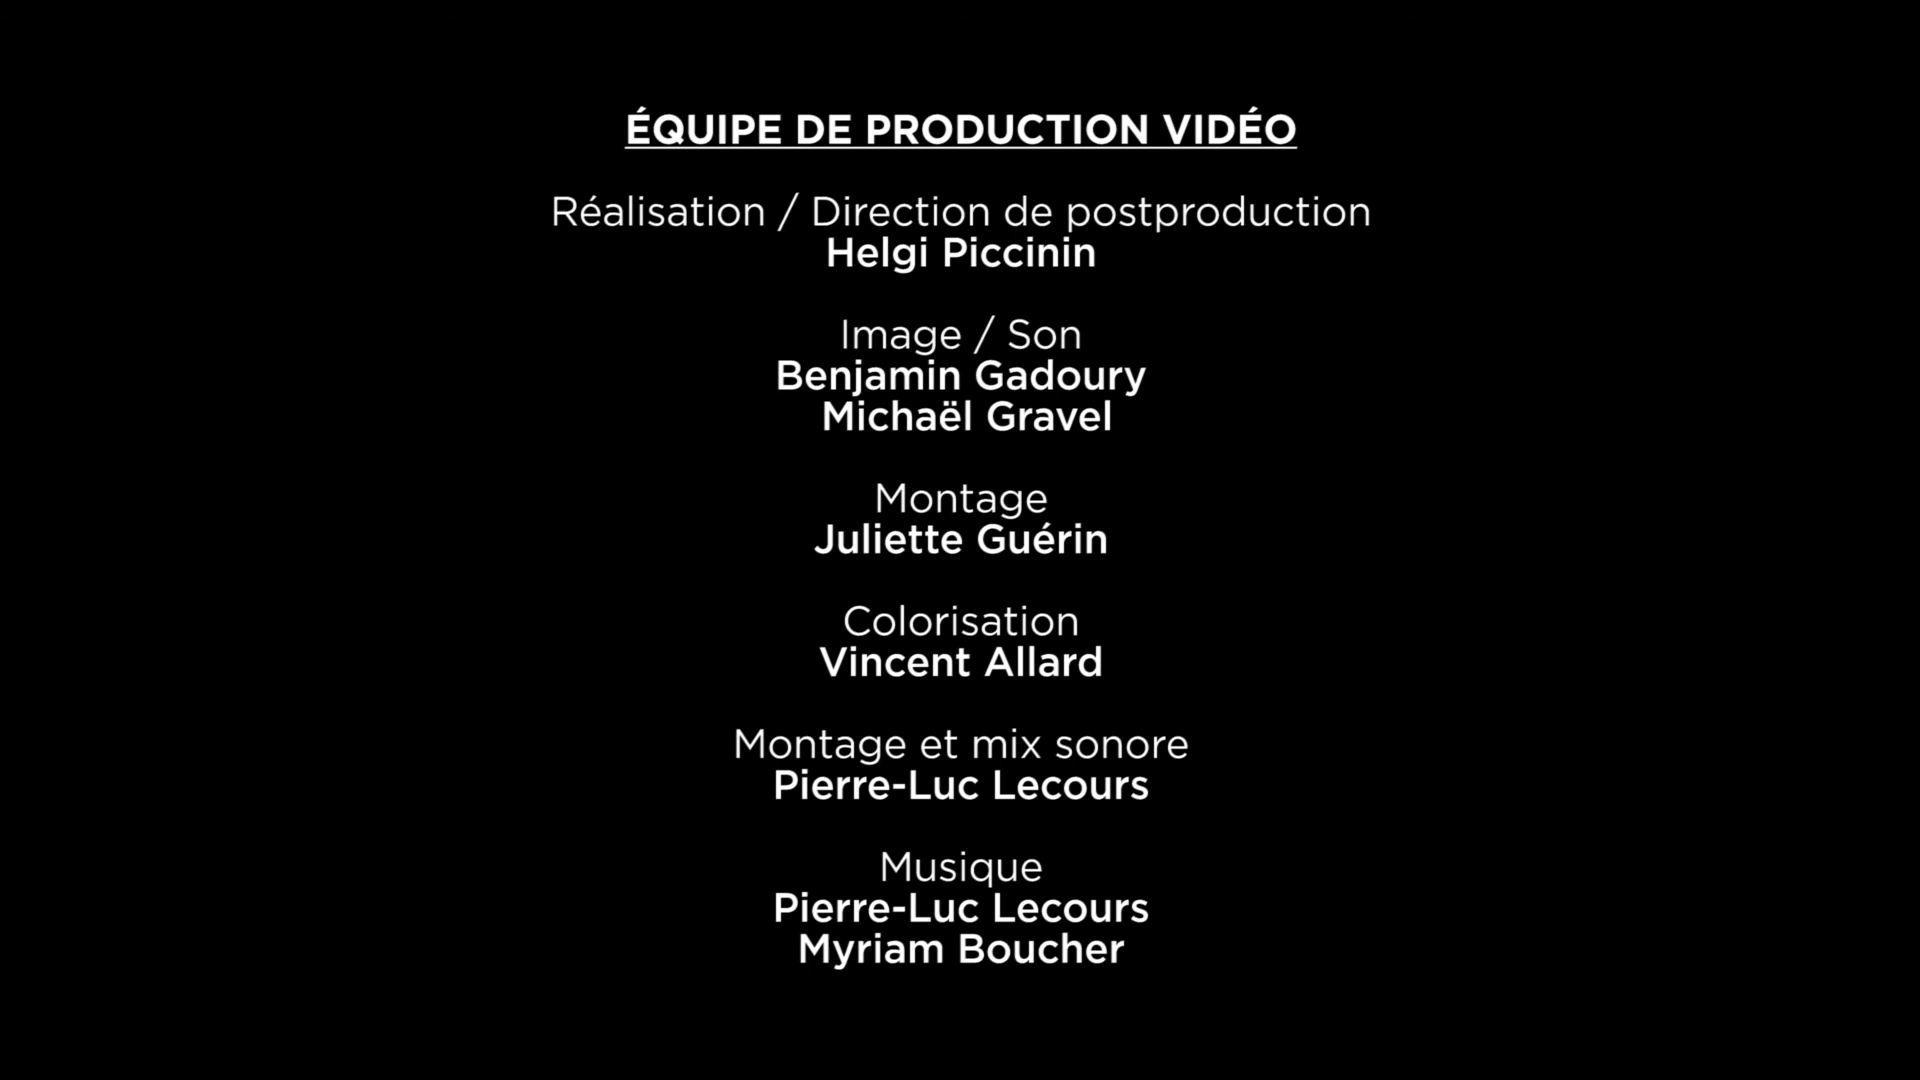 ÉQUIPE DE PRODUCTION VIDÉO
Réalisation / Direction de postproduction
Helgi Piccinin
Image / Son
Benjamin Gadoury
Michaël Gravel
Montage
Juliette Guérin
Colorisation
Vincent Allard
Montage et mix sonore
Pierre-Luc Lecours
Musique
Pierre-Luc Lecours
Myriam Boucher